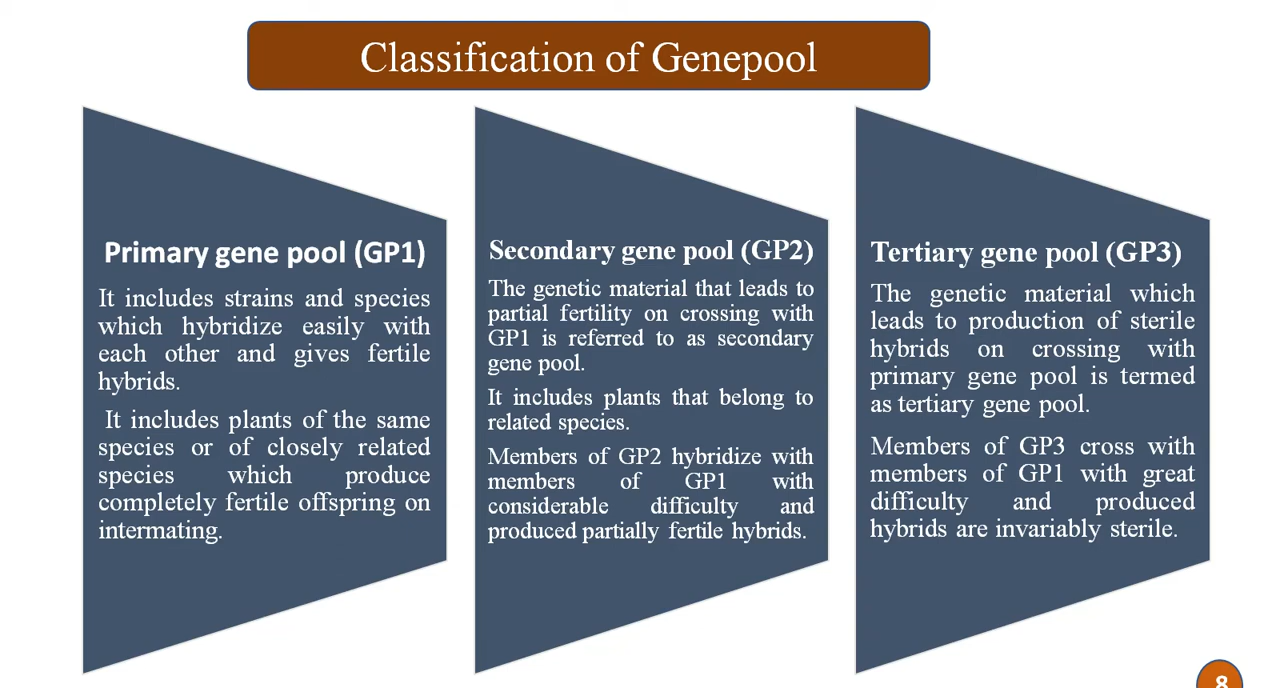 Classification of Genepool
Primary gene pool (GP1)
It includes strains and species
which hybridize easily with
each other and gives fertile
hybrids.
It includes plants of the same
species or of closely related
species which produce
completely fertile offspring on
intermating.
Secondary gene pool (GP2)
The genetic material that leads to
partial fertility on crossing with
GP1 is referred to as secondary
gene pool.
It includes plants that belong to
related species.
Members of GP2 hybridize with
members of GP1 with
considerable difficulty and
produced partially fertile hybrids.
Tertiary gene pool (GP3)
The genetic material which
leads to production of sterile
hybrids on crossing with
primary gene pool is termed
as tertiary gene pool.
Members of GP3 cross with
members of GP1 with great
difficulty and produced
hybrids are invariably sterile.
8